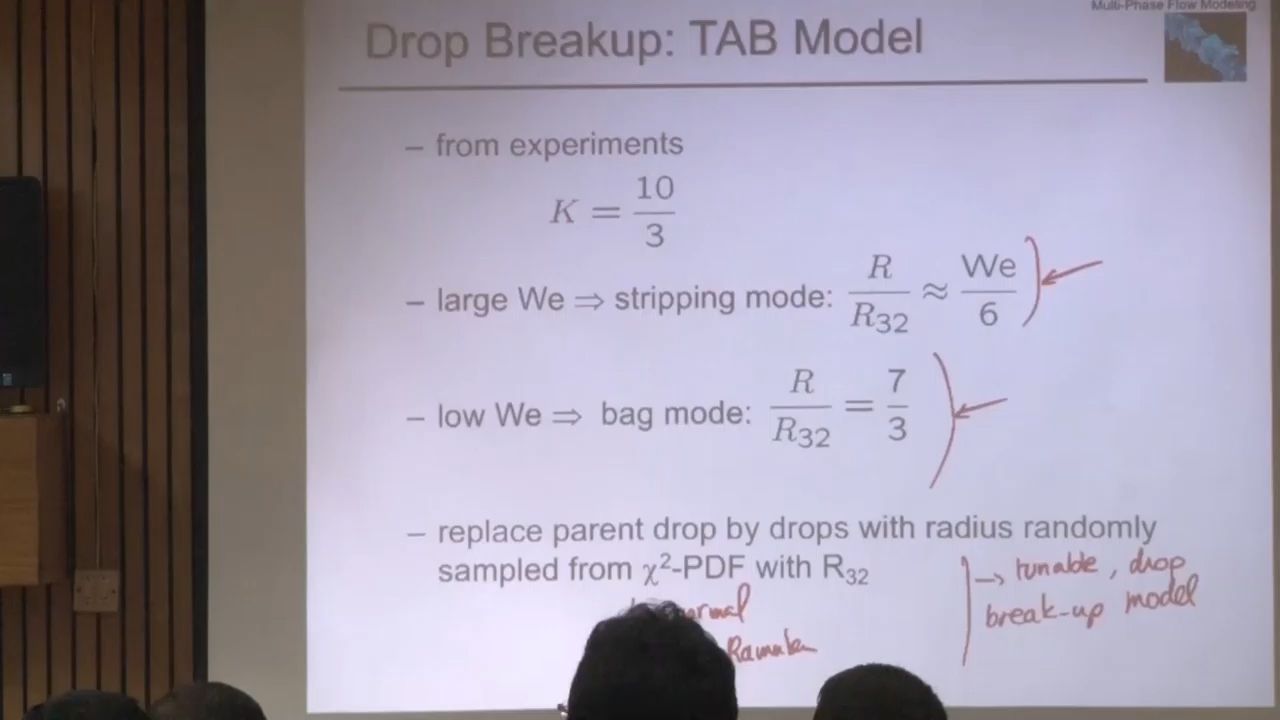 Multi-Phase Flow Modeling
Drop Breakup: TAB Model
– from experiments
K = 10/3
– large We ⇒ stripping mode: R/R32 ≈ We/6
– low We ⇒ bag mode: R/R32 = 7/3
– replace parent drop by drops with radius randomly
sampled from χ²-PDF with R32
→ tunable, drop
break-up model